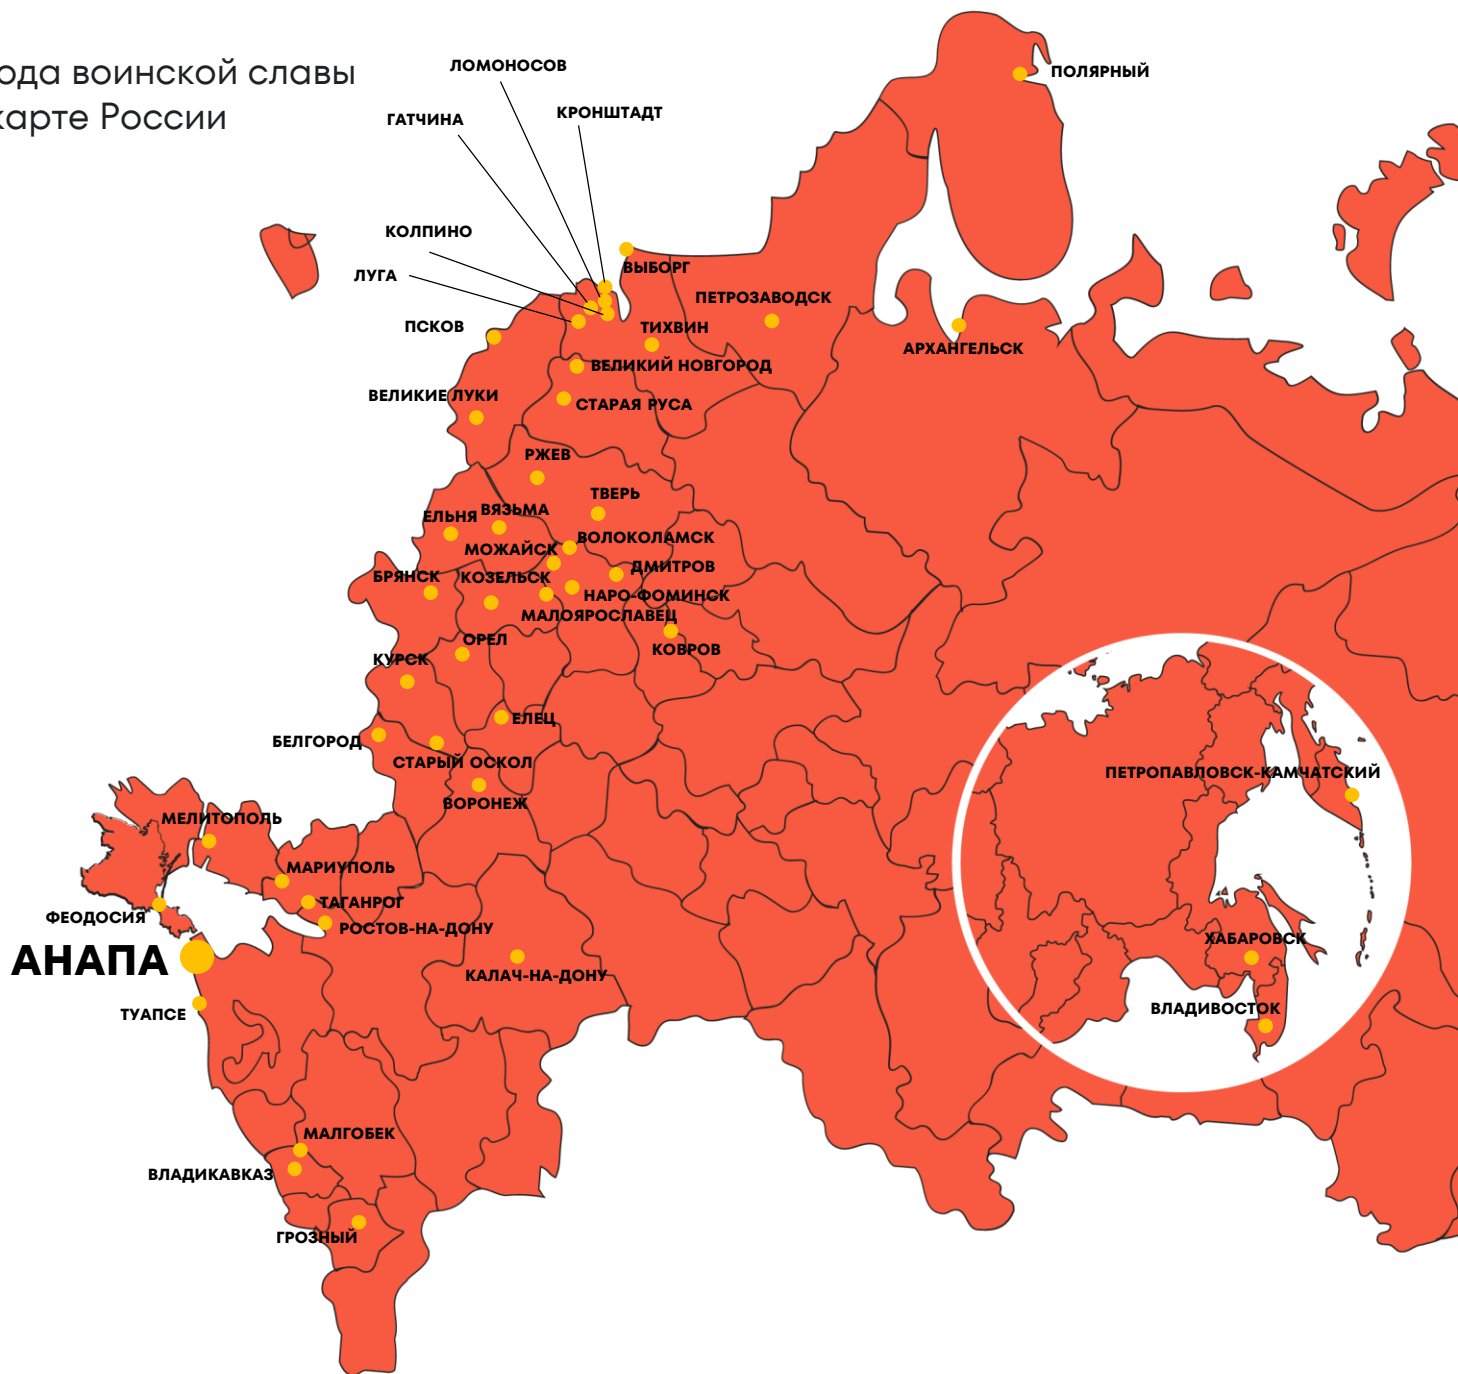 ода воинской славы
карте России
ЛОМОНОСОВ
ПОЛЯРНЫЙ
ГАТЧИНА
КРОНШТАДТ
КОЛПИНО
ЛУГА
ВЫБОРГ
ПЕТРОЗАВОДСК
ПСКОВ
ТИХВИН
АРХАНГЕЛЬСК
ВЕЛИКИЙ НОВГОРОД
ВЕЛИКИЕ ЛУКИ
СТАРАЯ РУСА
РЖЕВ
ТВЕРЬ
ЕЛЬНЯ
ВЯЗЬМА
ВОЛОКОЛАМСК
МОЖАЙСК
ДМИТРОВ
БРЯНСК
КОЗЕЛЬСК
НАРО-ФОМИНСК
МАЛОЯРОСЛАВЕЦ
ОРЕЛ
КОВРОВ
КУРСК
ЕЛЕЦ
БЕЛГОРОД
СТАРЫЙ ОСКОЛ
ПЕТРОПАВЛОВСК-КАМЧАТСКИЙ
ВОРОНЕЖ
МЕЛИТОПОЛЬ
МАРИУПОЛЬ
ТАГАНРОГ
ФЕОДОСИЯ
РОСТОВ-НА-ДОНУ
ХАБАРОВСК
АНАПА
КАЛАЧ-НА-ДОНУ
ВЛАДИВОСТОК
ТУАПСЕ
МАЛГОБЕК
ВЛАДИКАВКАЗ
ГРОЗНЫЙ